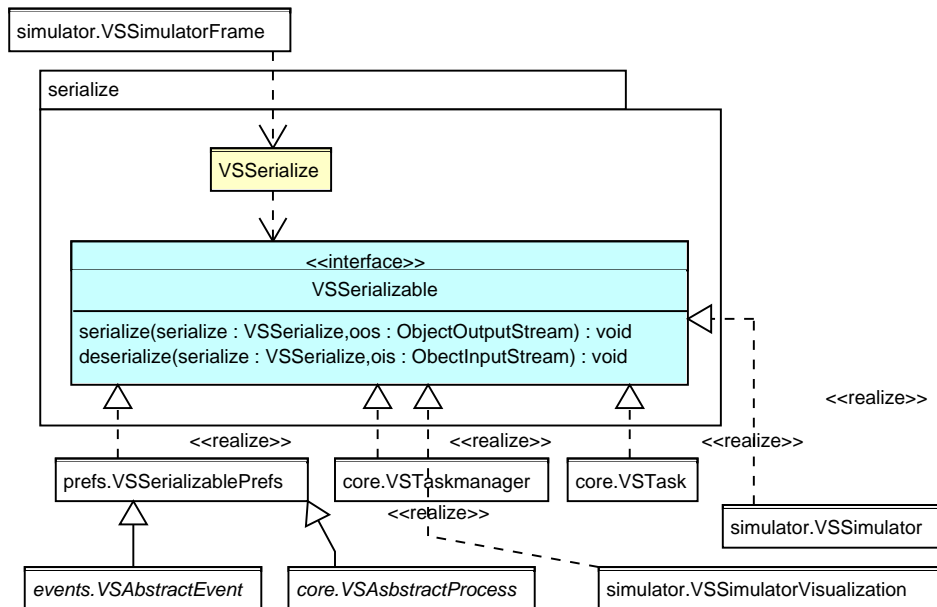 simulator.VSSimulatorFrame
serialize
VSSerialize
<<interface>>
VSSerializable
serialize(serialize : VSSerialize,oos : ObjectOutputStream) : void
deserialize(serialize : VSSerialize,ois : ObectInputStream) : void
<<realize>>
<<realize>>
<<realize>>
<<realize>>
prefs.VSSerializablePrefs
core.VSTaskmanager
core.VSTask
<<realize>>
simulator.VSSimulator
events.VSAbstractEvent
core.VSAsbstractProcess
simulator.VSSimulatorVisualization